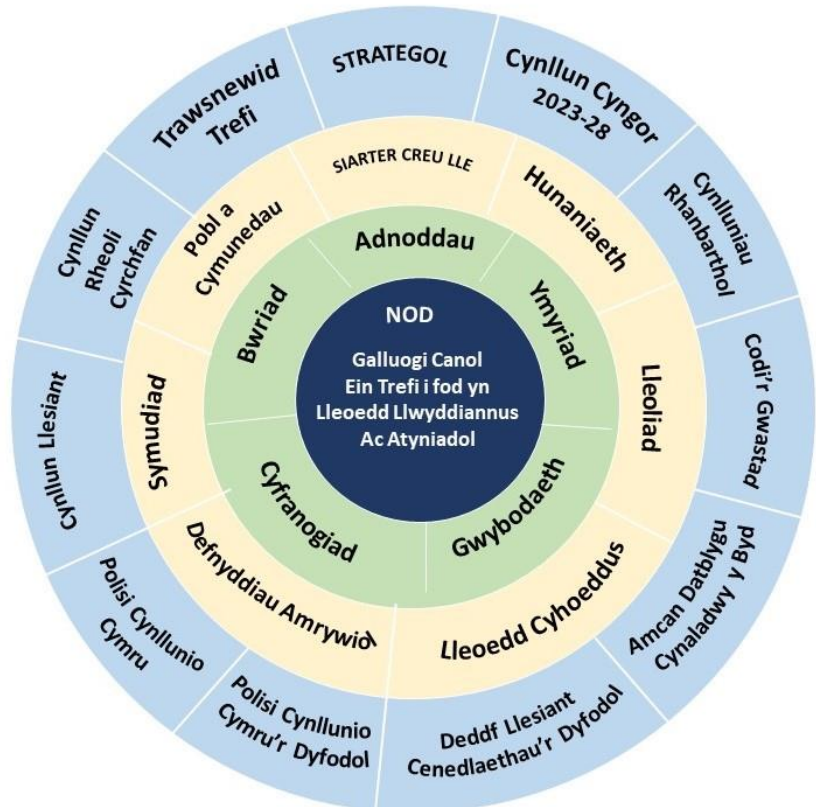 STRATEGOL
Cynllun Cyngor
2023-28
Cynlluniau
Rhanbarthol
Codi'r Gwastad
Amcan Datblygu
Cynaladwy y Byd
Deddf Llesiant
Cenedlaethau'r Dyfodol
Polisi Cynllunio
Cymru'r Dyfodol
Polisi Cynllunio
Cymru
Cynllun Llesiant
Cynllun
Rheoli
Cyrchfan
Trawsnewid
Trefi
SIARTER CREU LLE
Hunaniaeth
Lleoliad
Lleoedd Cyhoeddus
Defnyddiau Amrywiol
Symudiad
Pobl a
Cymunedau
Adnoddau
Ymyriad
Gwybodaeth
Cyfranogiad
Bwriad
NOD
Galluogi Canol
Ein Trefi i fod yn
Lleoedd Llwyddiannus
Ac Atyniadol